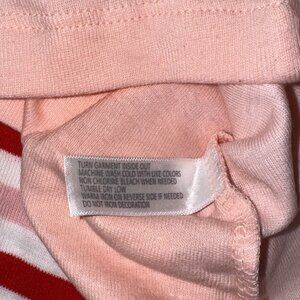 TURN GARMENT INSIDE OUT
MACHINE WASH COLD WITH LIKE COLORS
NON CHLORINE BLEACH WHEN NEEDED
TUMBLE DRY LOW
WARM IRON ON REVERSE SIDE IF NEEDED
DO NOT IRON DECORATION